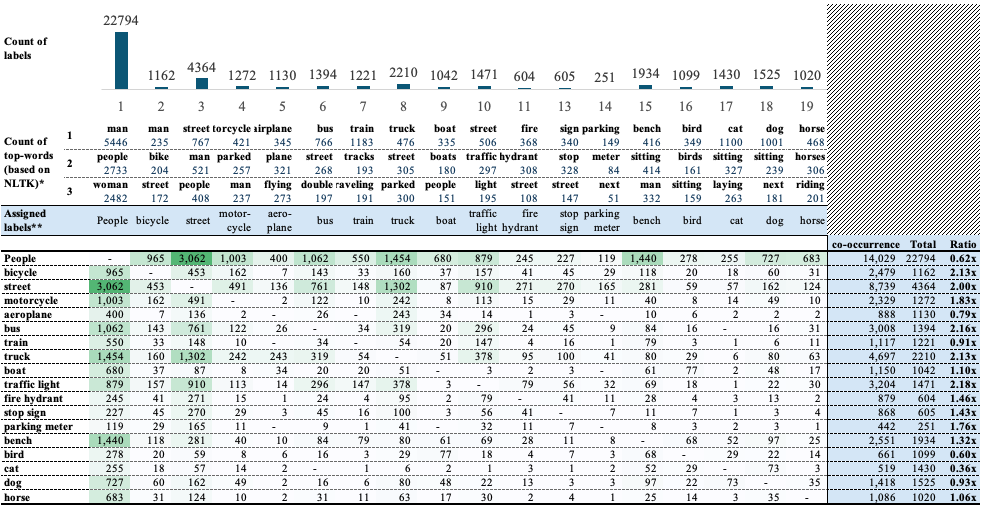 22794
Count of labels
1162 4364 1272 1130 1394 1221 2210 1042 1471 604 605 251 1934 1099 1430 1525 1020
1 2 3 4 5 6 7 8 9 10 11 13 14 15 16 17 18 19
Count of top-words (based on NLTK)*
1 man man street torcycle airplane bus train truck boat street fire sign parking bench bird cat dog horse
5446 235 767 421 345 766 1183 476 335 506 368 340 149 416 349 1100 1001 468
2 people bike man parked plane street tracks street boats traffic hydrant stop meter sitting birds sitting sitting horses
2733 204 521 257 321 268 193 305 180 297 308 328 84 414 161 327 239 306
3 woman street people man flying double raveling parked people light street street next man sitting laying next riding
2482 172 408 237 273 197 191 300 151 195 108 147 51 332 159 263 181 201
Assigned labels** People bicycle street motor-cycle aero-plane bus train truck boat traffic light fire hydrant stop sign parking meter bench bird cat dog horse
co-occurrence Total Ratio
People - 965 3,062 1,003 400 1,062 550 1,454 680 879 245 227 119 1,440 278 255 727 683 14,029 22794 0.62x
bicycle 965 - 453 162 7 143 33 160 37 157 41 45 29 118 20 18 60 31 2,479 1162 2.13x
street 3,062 453 - 491 136 761 148 1,302 87 910 271 270 165 281 59 57 162 124 8,739 4364 2.00x
motorcycle 1,003 162 491 - 2 122 10 242 8 113 15 29 11 40 8 14 49 10 2,329 1272 1.83x
aeroplane 400 7 136 2 - 26 - 243 34 14 1 3 - 10 6 2 2 2 888 1130 0.79x
bus 1,062 143 761 122 26 - 34 319 20 296 24 45 9 84 16 - 16 31 3,008 1394 2.16x
train 550 33 148 10 - 34 - 54 20 147 4 16 1 79 3 1 6 11 1,117 1221 0.91x
truck 1,454 160 1,302 242 243 319 54 - 51 378 95 100 41 80 29 6 80 63 4,697 2210 2.13x
boat 680 37 87 8 34 20 20 51 - 3 2 3 - 61 77 2 48 17 1,150 1042 1.10x
traffic light 879 157 910 113 14 296 147 378 3 - 79 56 32 69 18 1 22 30 3,204 1471 2.18x
fire hydrant 245 41 271 15 1 24 4 95 2 79 - 41 11 28 4 3 13 2 879 604 1.46x
stop sign 227 45 270 29 3 45 16 100 3 56 41 - 7 11 7 1 3 4 868 605 1.43x
parking meter 119 29 165 11 - 9 1 41 - 32 11 7 - 8 3 2 3 1 442 251 1.76x
bench 1,440 118 281 40 10 84 79 80 61 69 28 11 8 - 68 52 97 25 2,551 1934 1.32x
bird 278 20 59 8 6 16 3 29 77 18 4 7 3 68 - 29 22 14 661 1099 0.60x
cat 255 18 57 14 2 - 1 6 2 1 3 1 2 52 29 - 73 3 519 1430 0.36x
dog 727 60 162 49 2 16 6 80 48 22 13 3 3 97 22 73 - 35 1,418 1525 0.93x
horse 683 31 124 10 2 31 11 63 17 30 2 4 1 25 14 3 35 - 1,086 1020 1.06x